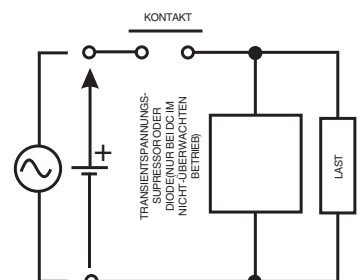 KONTAKT
TRANSIENTSPANNUNGS-
SUPRESSOR ODER
DIODE (NUR BEI DC IM
NICHT-ÜBERWACHTEN
BETRIEB)
LAST
+